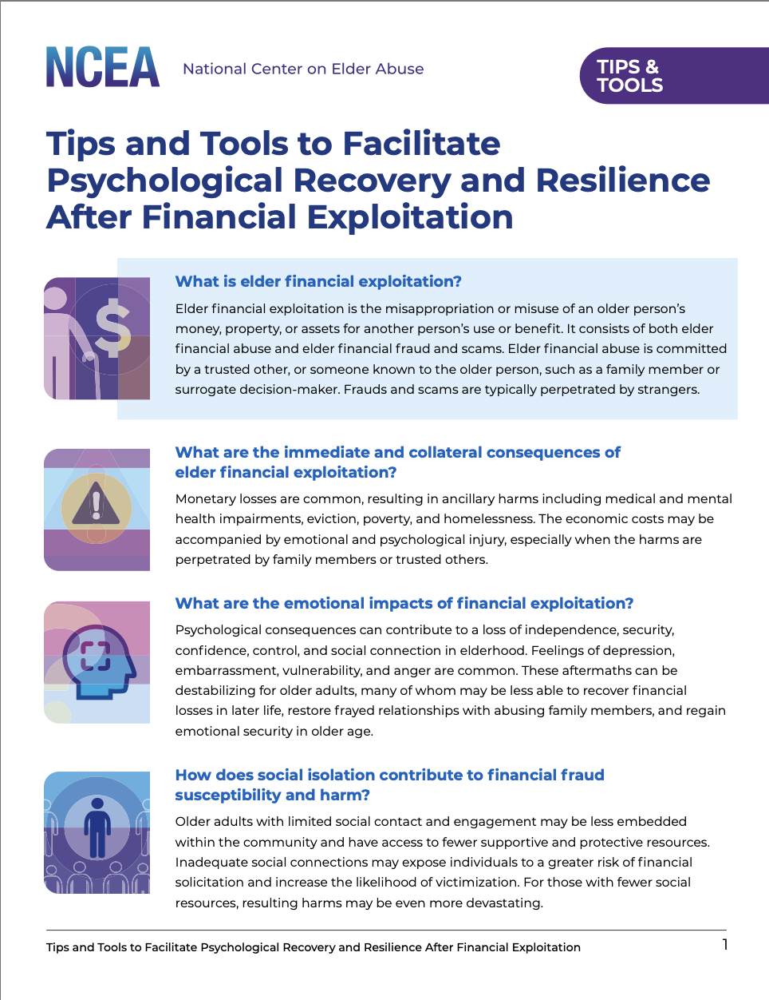 NCEA
National Center on Elder Abuse
TIPS &
TOOLS
Tips and Tools to Facilitate
Psychological Recovery and Resilience
After Financial Exploitation
$
What is elder financial exploitation?
Elder financial exploitation is the misappropriation or misuse of an older person's
money, property, or assets for another person's use or benefit. It consists of both elder
financial abuse and elder financial fraud and scams. Elder financial abuse is committed
by a trusted other, or someone known to the older person, such as a family member or
surrogate decision-maker. Frauds and scams are typically perpetrated by strangers.
!
What are the immediate and collateral consequences of
elder financial exploitation?
Monetary losses are common, resulting in ancillary harms including medical and mental
health impairments, eviction, poverty, and homelessness. The economic costs may be
accompanied by emotional and psychological injury, especially when the harms are
perpetrated by family members or trusted others.
What are the emotional impacts of financial exploitation?
Psychological consequences can contribute to a loss of independence, security,
confidence, control, and social connection in elderhood. Feelings of depression,
embarrassment, vulnerability, and anger are common. These aftermaths can be
destabilizing for older adults, many of whom may be less able to recover financial
losses in later life, restore frayed relationships with abusing family members, and regain
emotional security in older age.
How does social isolation contribute to financial fraud
susceptibility and harm?
Older adults with limited social contact and engagement may be less embedded
within the community and have access to fewer supportive and protective resources.
Inadequate social connections may expose individuals to a greater risk of financial
solicitation and increase the likelihood of victimization. For those with fewer social
resources, resulting harms may be even more devastating.
Tips and Tools to Facilitate Psychological Recovery and Resilience After Financial Exploitation
1